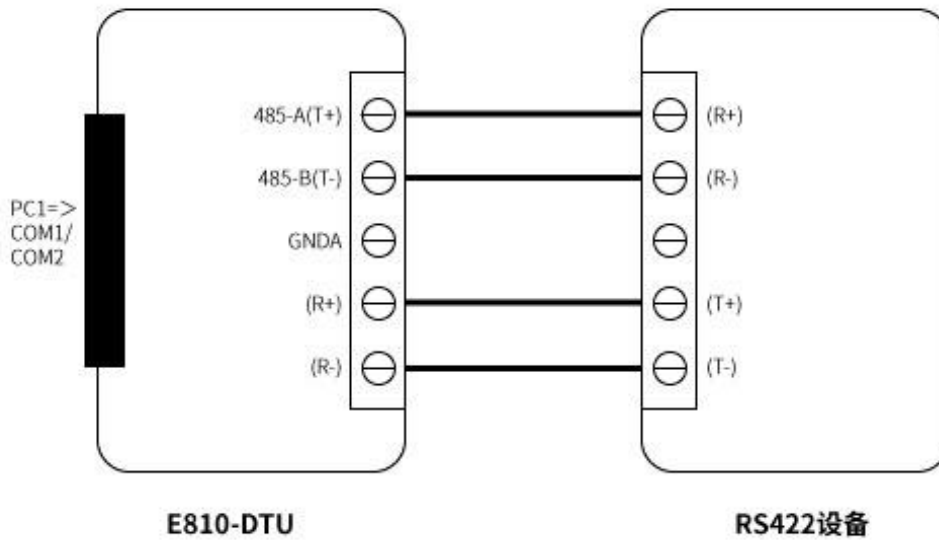 PC1=>
COM1/
COM2
485-A(T+)
485-B(T-)
GNDA
(R+)
(R-)
(R+)
(R-)
(T+)
(T-)
E810-DTU
RS422设备